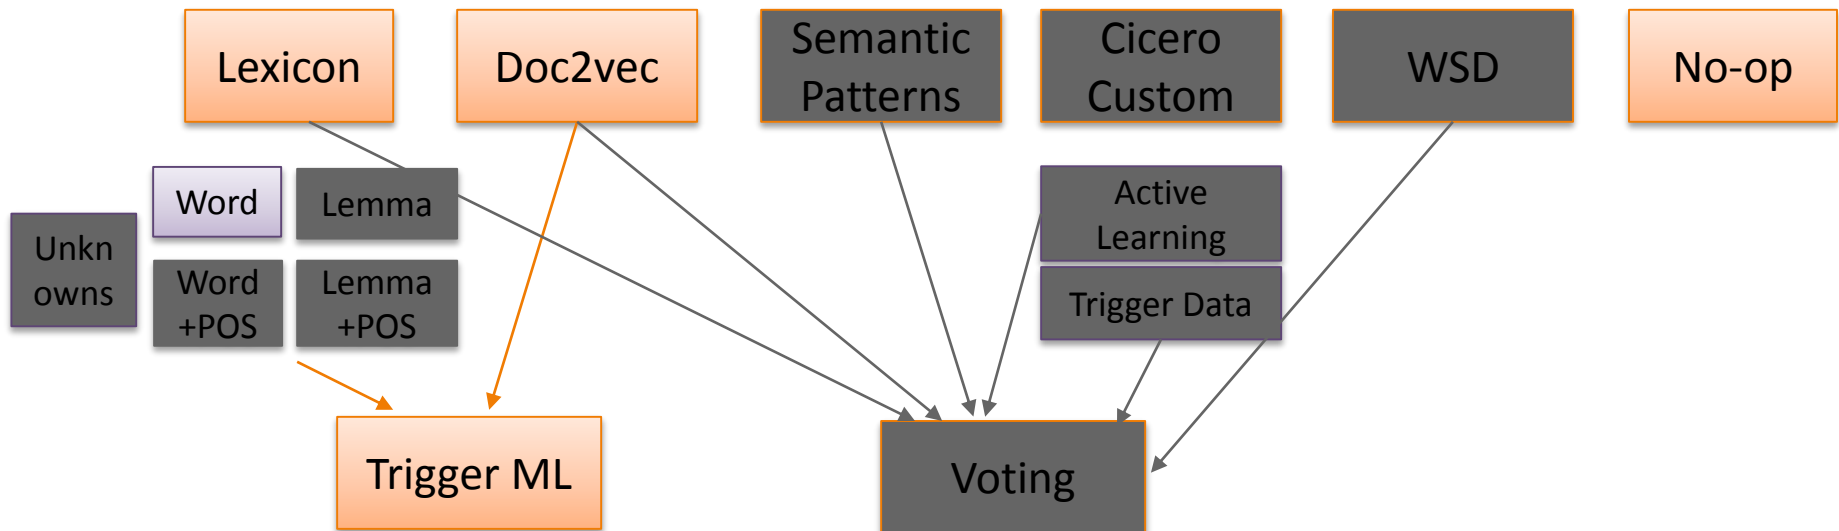 Lexicon
Doc2vec
Semantic
Patterns
Cicero
Custom
WSD
No-op
Word
Lemma
Unkn
owns
Word
+POS
Lemma
+POS
Active
Learning
Trigger Data
Trigger ML
Voting